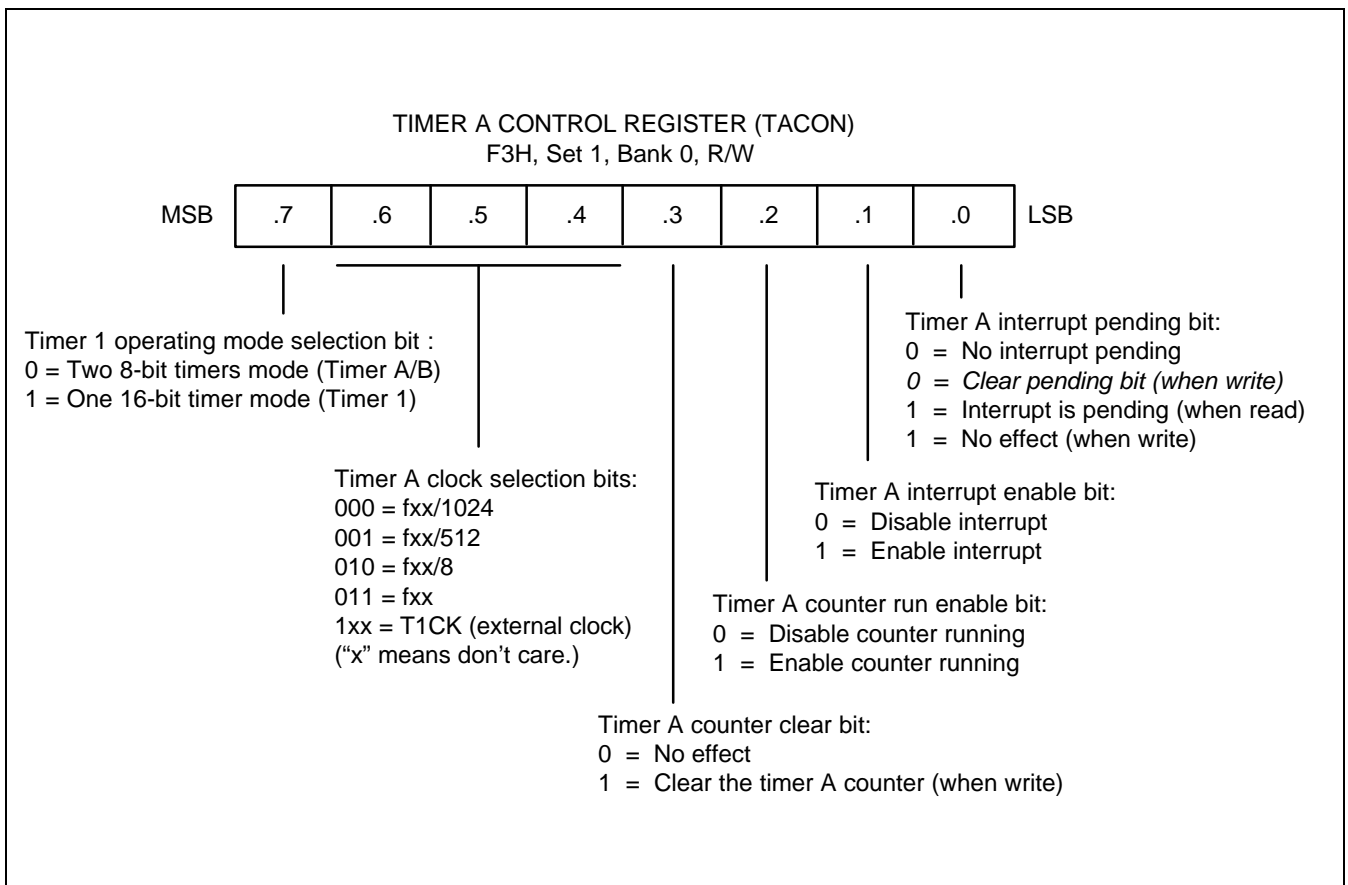 TIMER A CONTROL REGISTER (TACON)
F3H, Set 1, Bank 0, R/W
MSB .7 .6 .5 .4 .3 .2 .1 .0 LSB
Timer 1 operating mode selection bit :
0 = Two 8-bit timers mode (Timer A/B)
1 = One 16-bit timer mode (Timer 1)
Timer A clock selection bits:
000 = fxx/1024
001 = fxx/512
010 = fxx/8
011 = fxx
1xx = T1CK (external clock)
(“x” means don't care.)
Timer A counter clear bit:
0 = No effect
1 = Clear the timer A counter (when write)
Timer A counter run enable bit:
0 = Disable counter running
1 = Enable counter running
Timer A interrupt enable bit:
0 = Disable interrupt
1 = Enable interrupt
Timer A interrupt pending bit:
0 = No interrupt pending
0 = Clear pending bit (when write)
1 = Interrupt is pending (when read)
1 = No effect (when write)